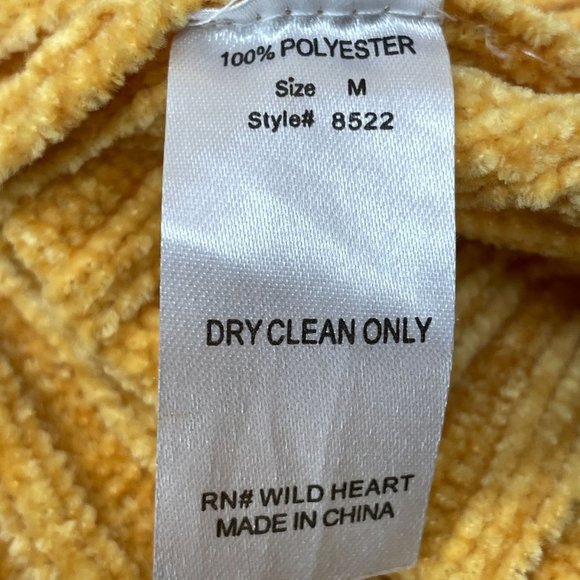 100% POLYESTER
Size M
Style# 8522
DRY CLEAN ONLY
RN# WILD HEART
MADE IN CHINA